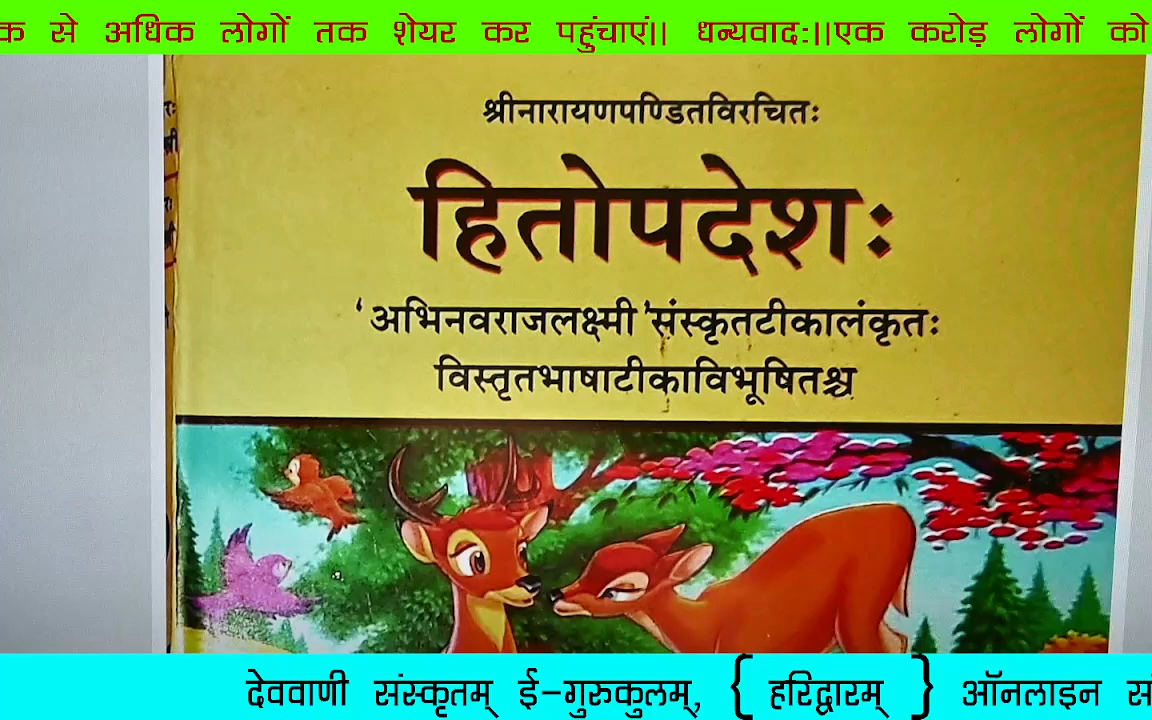 क से अधिक लोगों तक शेयर कर पहुंचाएं|| धन्यवादः||एक करोड़ लोगों को
श्रीनारायणपण्डितविरचितः
हितोपदेशः
'अभिनवराजलक्ष्मी'संस्कृतटीकालंकृतः
विस्तृतभाषाटीकाविभूषितश्च
देववाणी संस्कृतम् ई-गुरुकुलम्, { हरिद्वारम् } ऑनलाइन सं